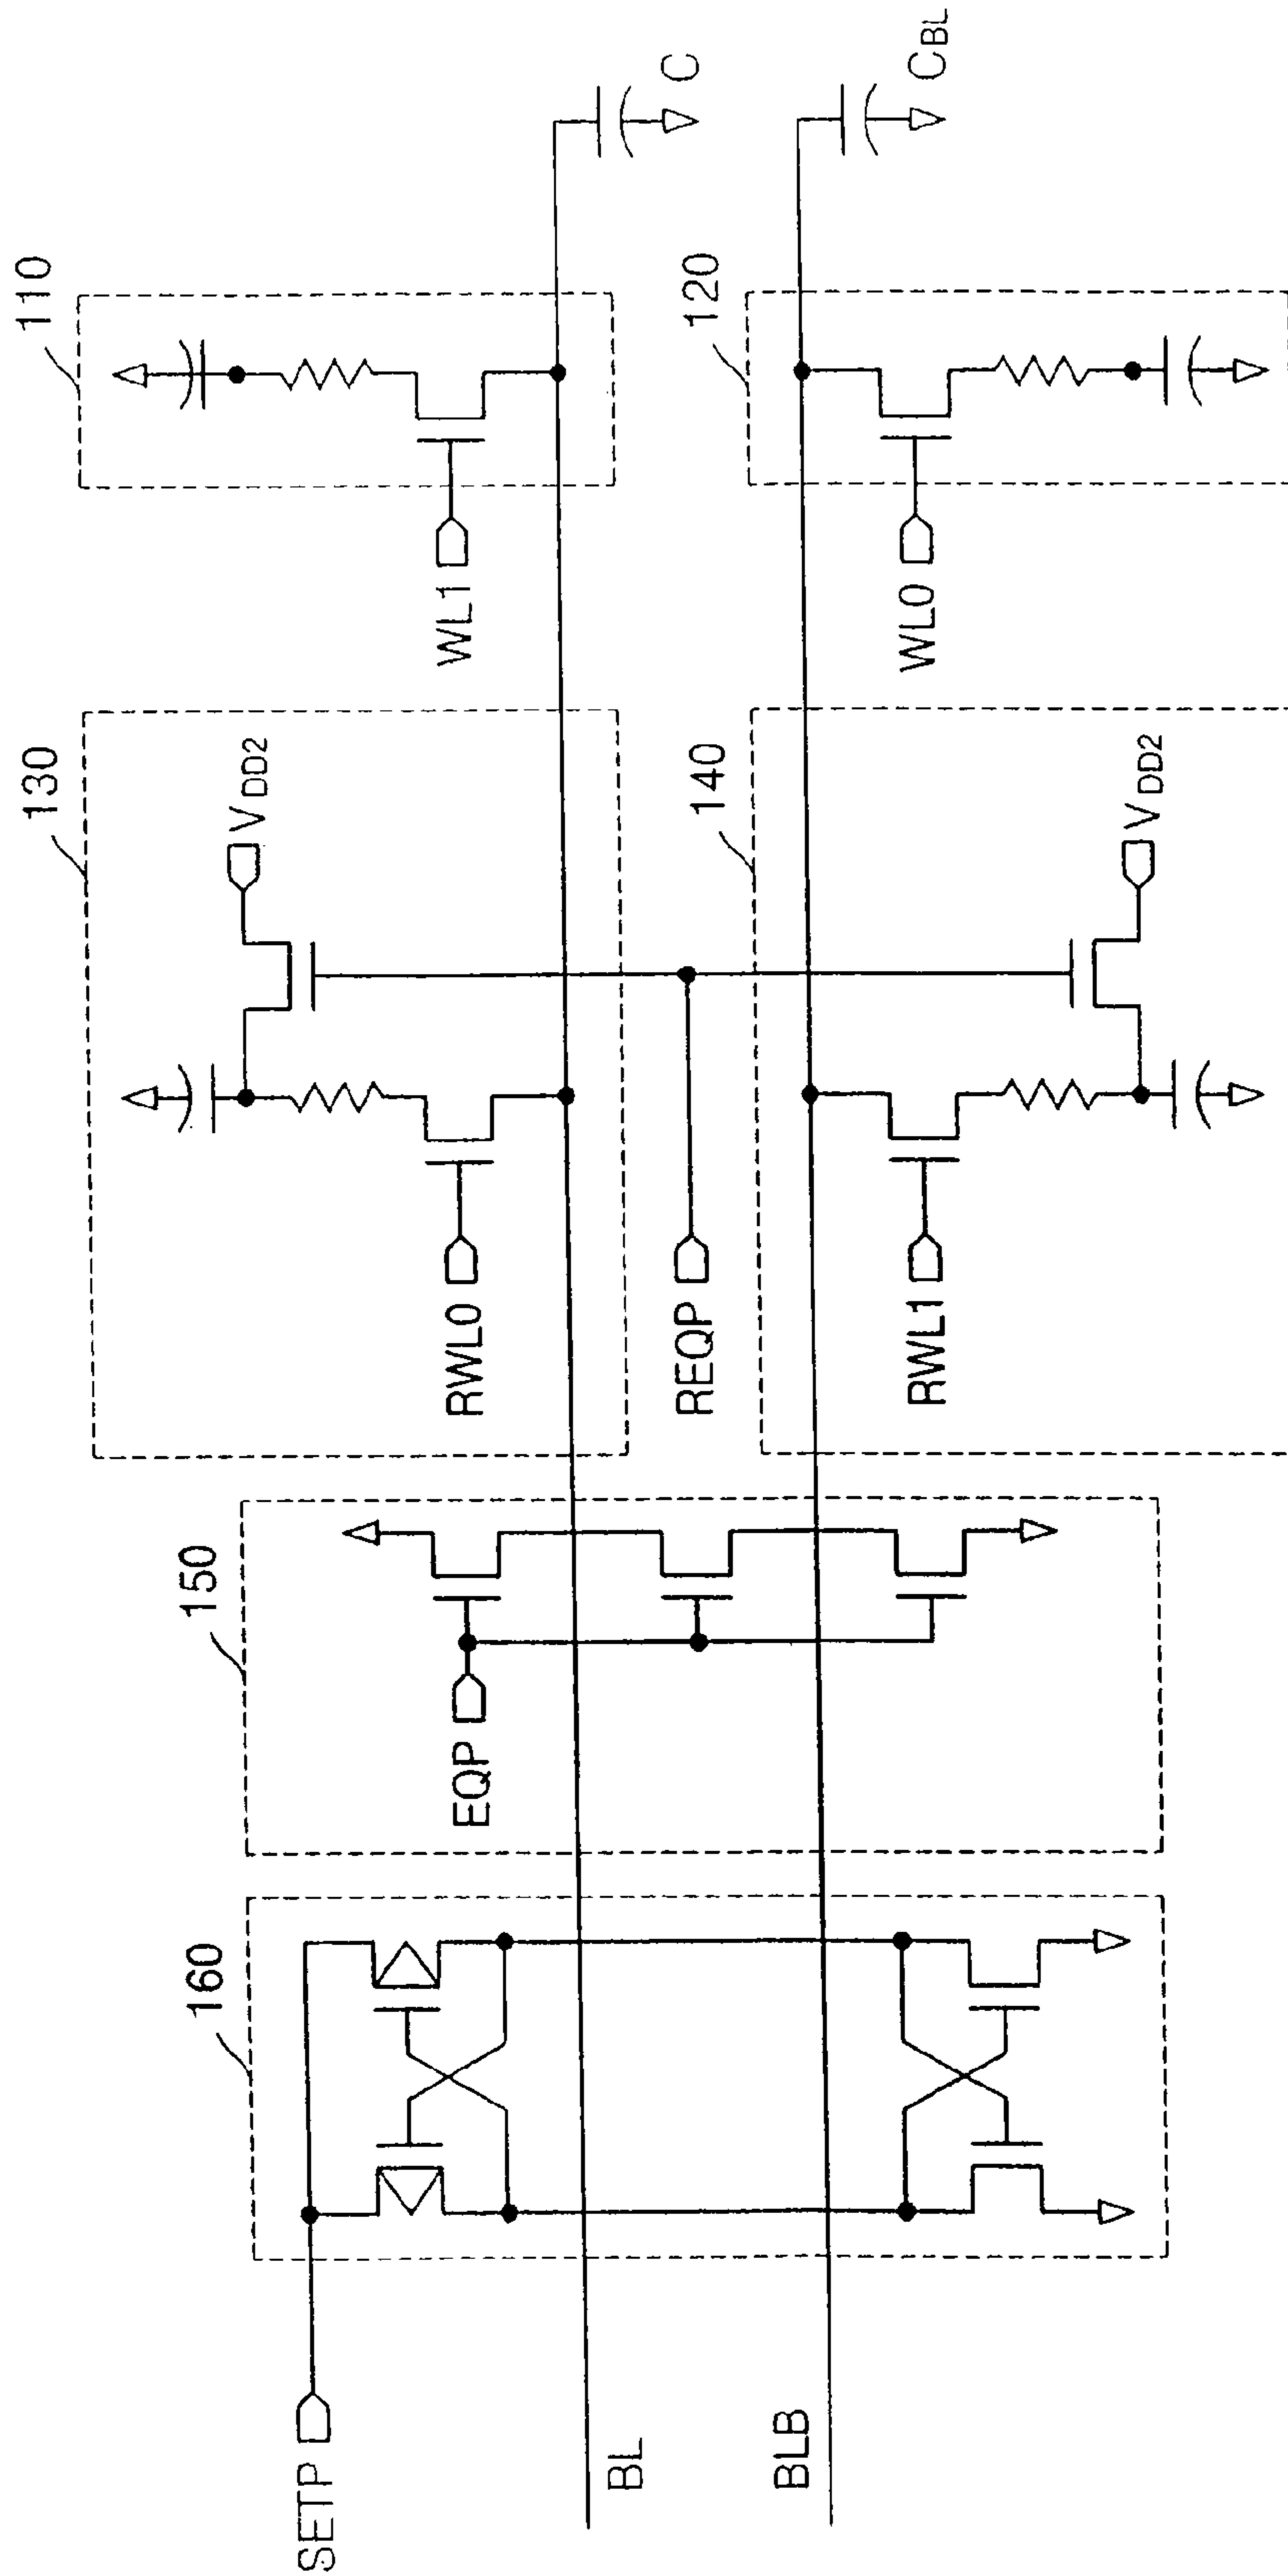 110
C
WL1
130
VDD2
RWL0
REQP
150
EQP
160
SETP
BL
BLB
120
CBL
WL0
140
VDD2
RWL1